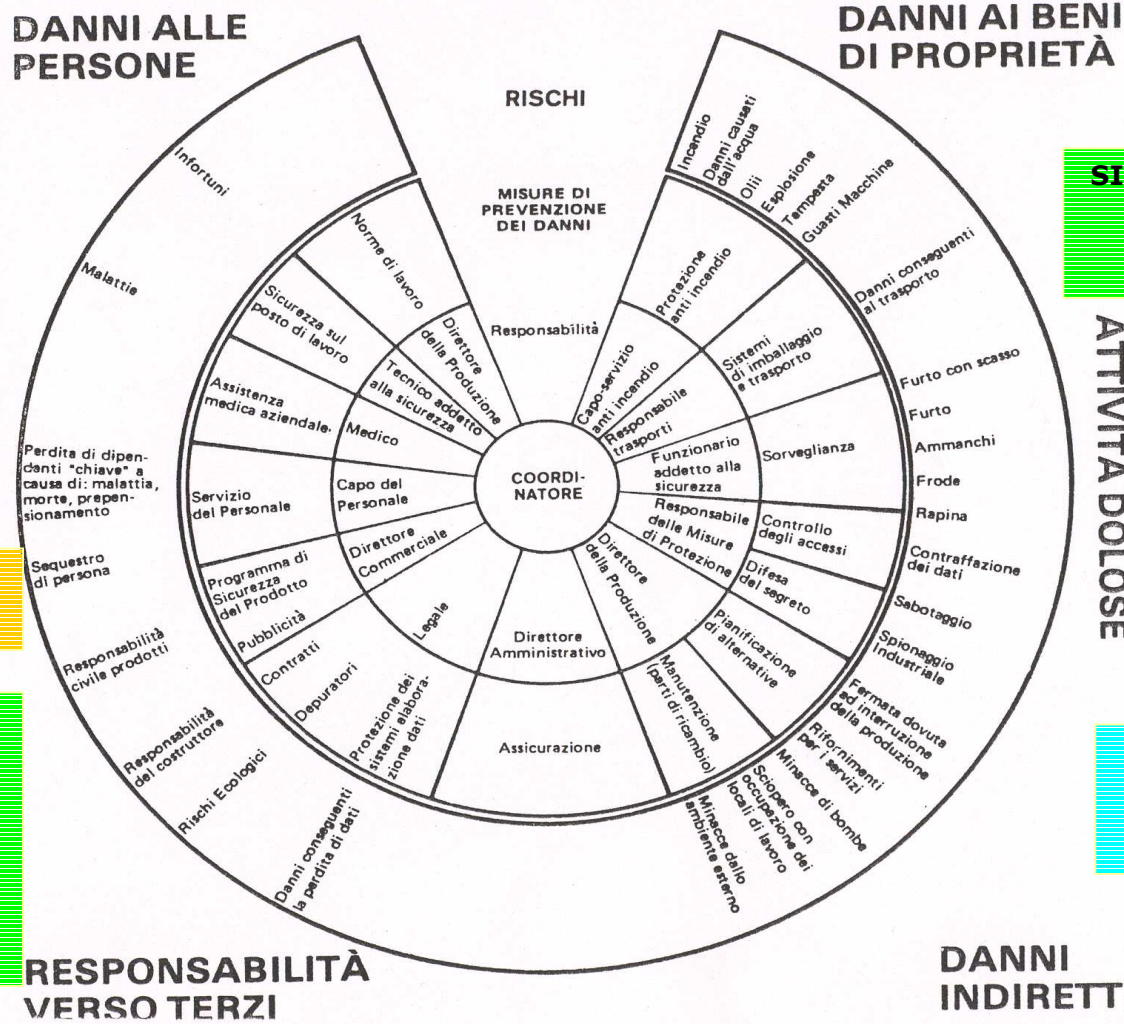 DANNI ALLE
PERSONE
DANNI AI BENI
DI PROPRIETÀ
RISCHI
MISURE DI
PREVENZIONE
DEI DANNI
Responsabilità
SI
ATTIVITÀ DOLOSE
Incendio
Danni causati
dall'acqua
Olii
Esplosione
Tempesta
Guasti Macchina
Danni conseguenti
al trasporto
Furto con scasso
Furto
Ammanchi
Frode
Rapina
Contraffazione
dei dati
Sabotaggio
Spionaggio
Industriale
Fermata dovuta
ad interruzione
della produzione
Rifornimenti
per i servizi
Minacce di bombe
Sciopero con
occupazione dei
locali di lavoro
Minacce dallo
ambiente esterno
Danni conseguenti
la perdita di dati
Rischi Ecologici
Responsabilità
del costruttore
Responsabilità
civile prodotti
Sequestro
di persona
Perdita di dipen-
denti "chiave" a
causa di: malattia,
morte, prepen-
sionamento
Malattie
Infortuni
Protezione
anti incendio
Sistemi
di imballaggio
e trasporto
Sorveglianza
Controllo
degli accessi
Difesa
del segreto
Pianificazione
di alternative
Manutenzione
(parti di ricambio)
Assicurazione
Protezione dei
sistemi elabora-
zione dati
Depuratori
Contratti
Pubblicità
Programma di
Sicurezza
del Prodotto
Servizio
del Personale
Assistenza
medica aziendale.
Sicurezza sul
posto di lavoro
Norme di lavoro
Capo-servizio
anti incendio
Responsabile
trasporti
Funzionario
addetto alla
sicurezza
Responsabile
delle Misure
di Protezione
Direttore
della Produzione
Direttore
Amministrativo
Legale
Direttore
Commerciale
Capo del
Personale
Medico
Tecnico addetto
alla sicurezza
Direttore
della Produzione
COORDI-
NATORE
RESPONSABILITÀ
VERSO TERZI
DANNI
INDIRETT